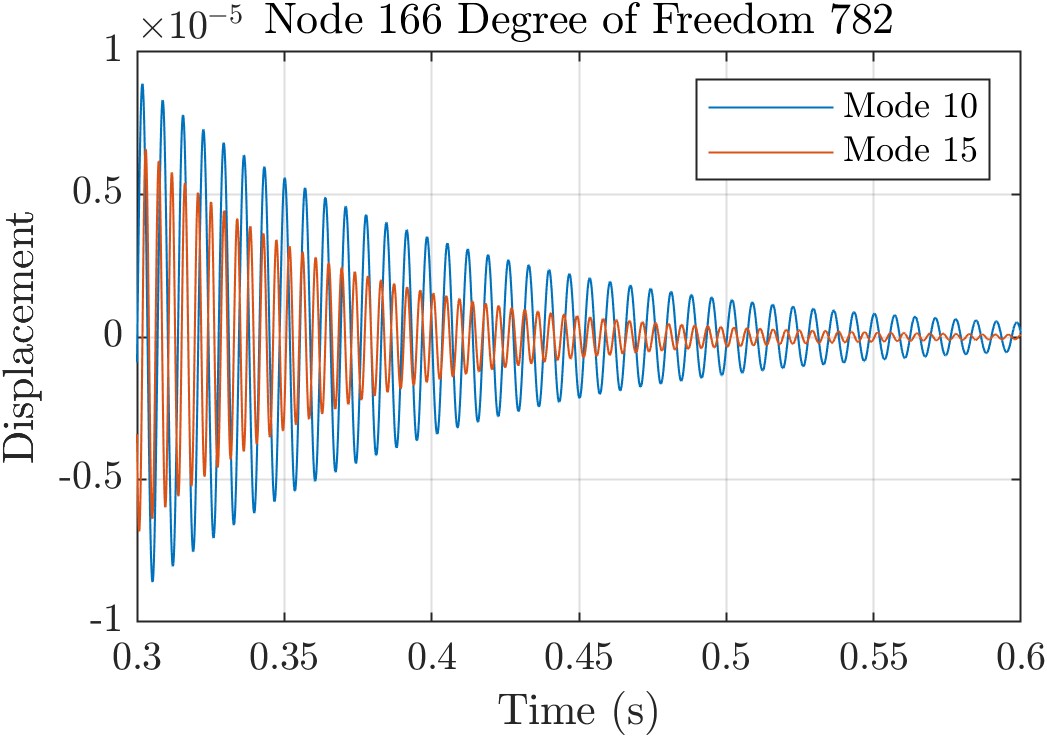 ×10⁻⁵ Node 166 Degree of Freedom 782
1
0.5
0
-0.5
-1
Displacement
Mode 10
Mode 15
0.3 0.35 0.4 0.45 0.5 0.55 0.6
Time (s)